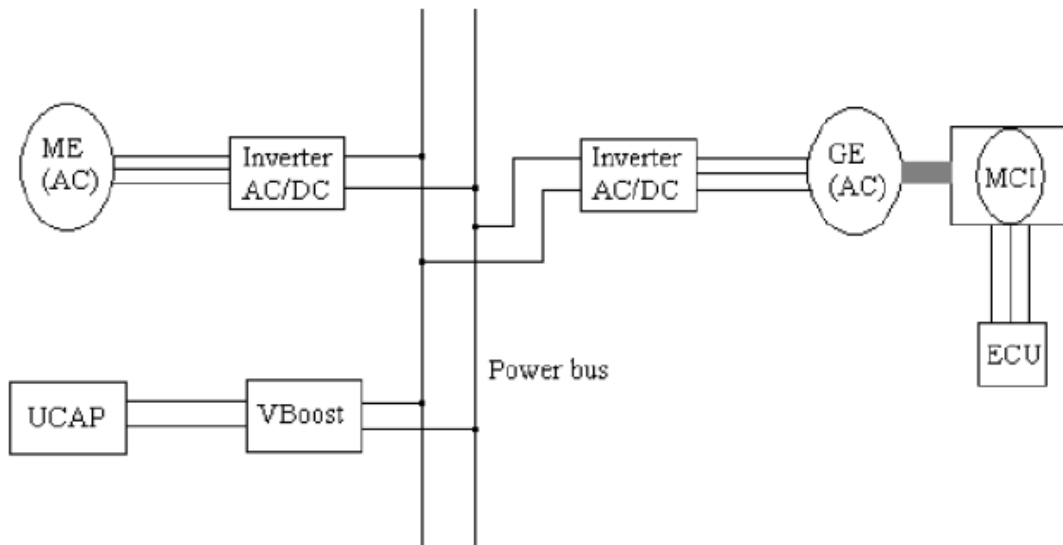 ME
(AC)
Inverter
AC/DC
Inverter
AC/DC
GE
(AC)
MCI
ECU
Power bus
UCAP
VBoost